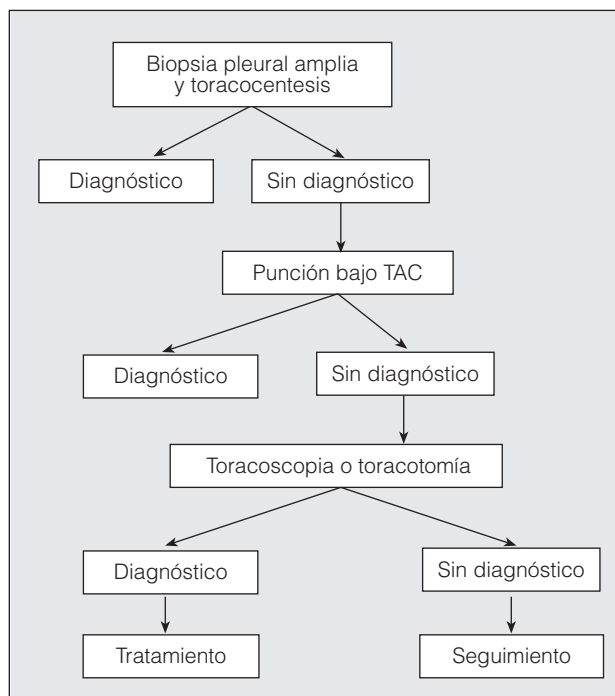 Biopsia pleural amplia
y toracocentesis
Diagnóstico
Sin diagnóstico
Punción bajo TAC
Diagnóstico
Sin diagnóstico
Toracoscopia o toracotomía
Diagnóstico
Sin diagnóstico
Tratamiento
Seguimiento